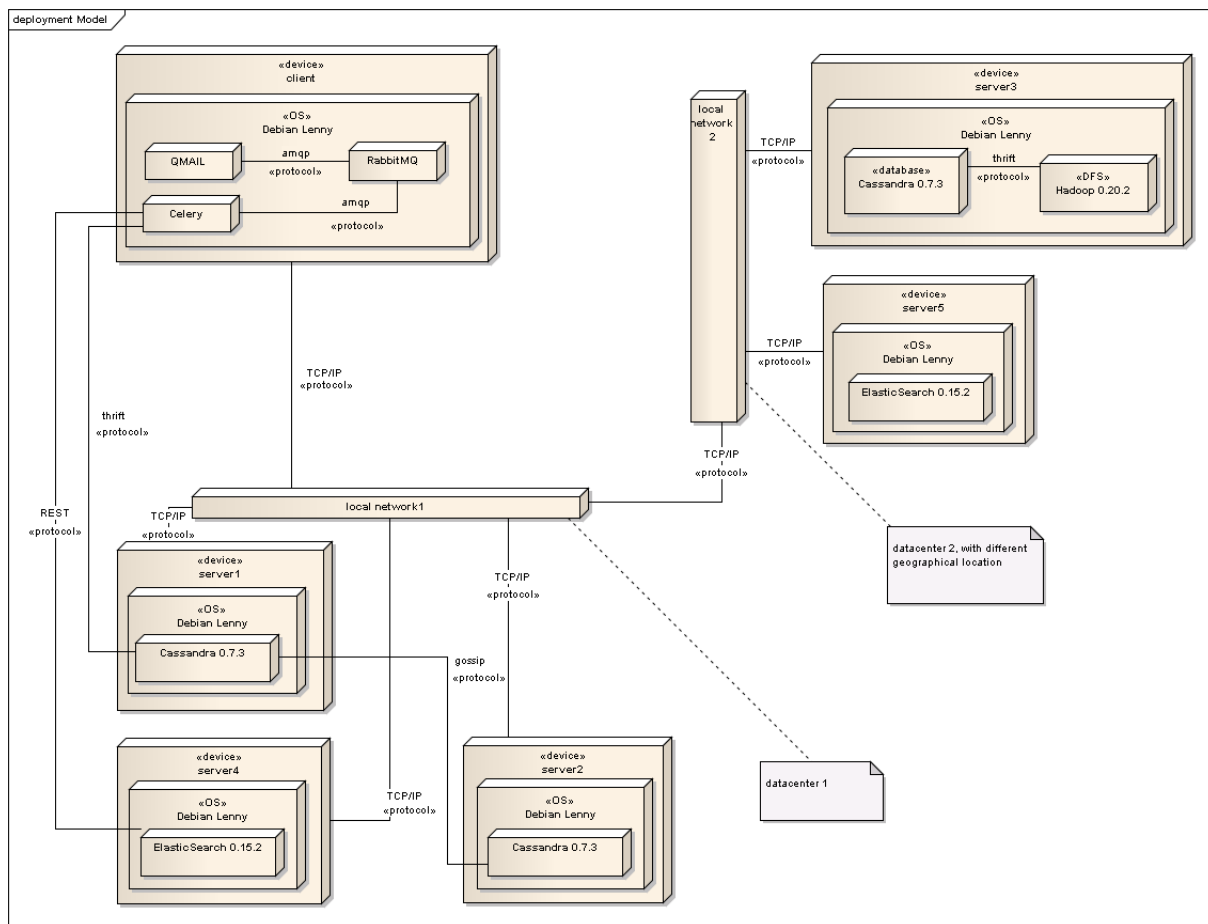 deployment Model
«device»
client
«OS»
Debian Lenny
QMAIL
amqp
«protocol»
RabbitMQ
Celery
amqp
«protocol»
local
network
2
TCP/IP
«protocol»
«device»
server3
«OS»
Debian Lenny
«database»
Cassandra 0.7.3
thrift
«protocol»
«DFS»
Hadoop 0.20.2
TCP/IP
«protocol»
«device»
server5
«OS»
Debian Lenny
ElasticSearch 0.15.2
TCP/IP
«protocol»
thrift
«protocol»
TCP/IP
«protocol»
REST
«protocol»
local network1
TCP/IP
«protocol»
«device»
server1
«OS»
Debian Lenny
Cassandra 0.7.3
TCP/IP
«protocol»
gossip
«protocol»
datacenter 2, with different
geographical location
«device»
server4
«OS»
Debian Lenny
ElasticSearch 0.15.2
TCP/IP
«protocol»
«device»
server2
«OS»
Debian Lenny
Cassandra 0.7.3
datacenter 1